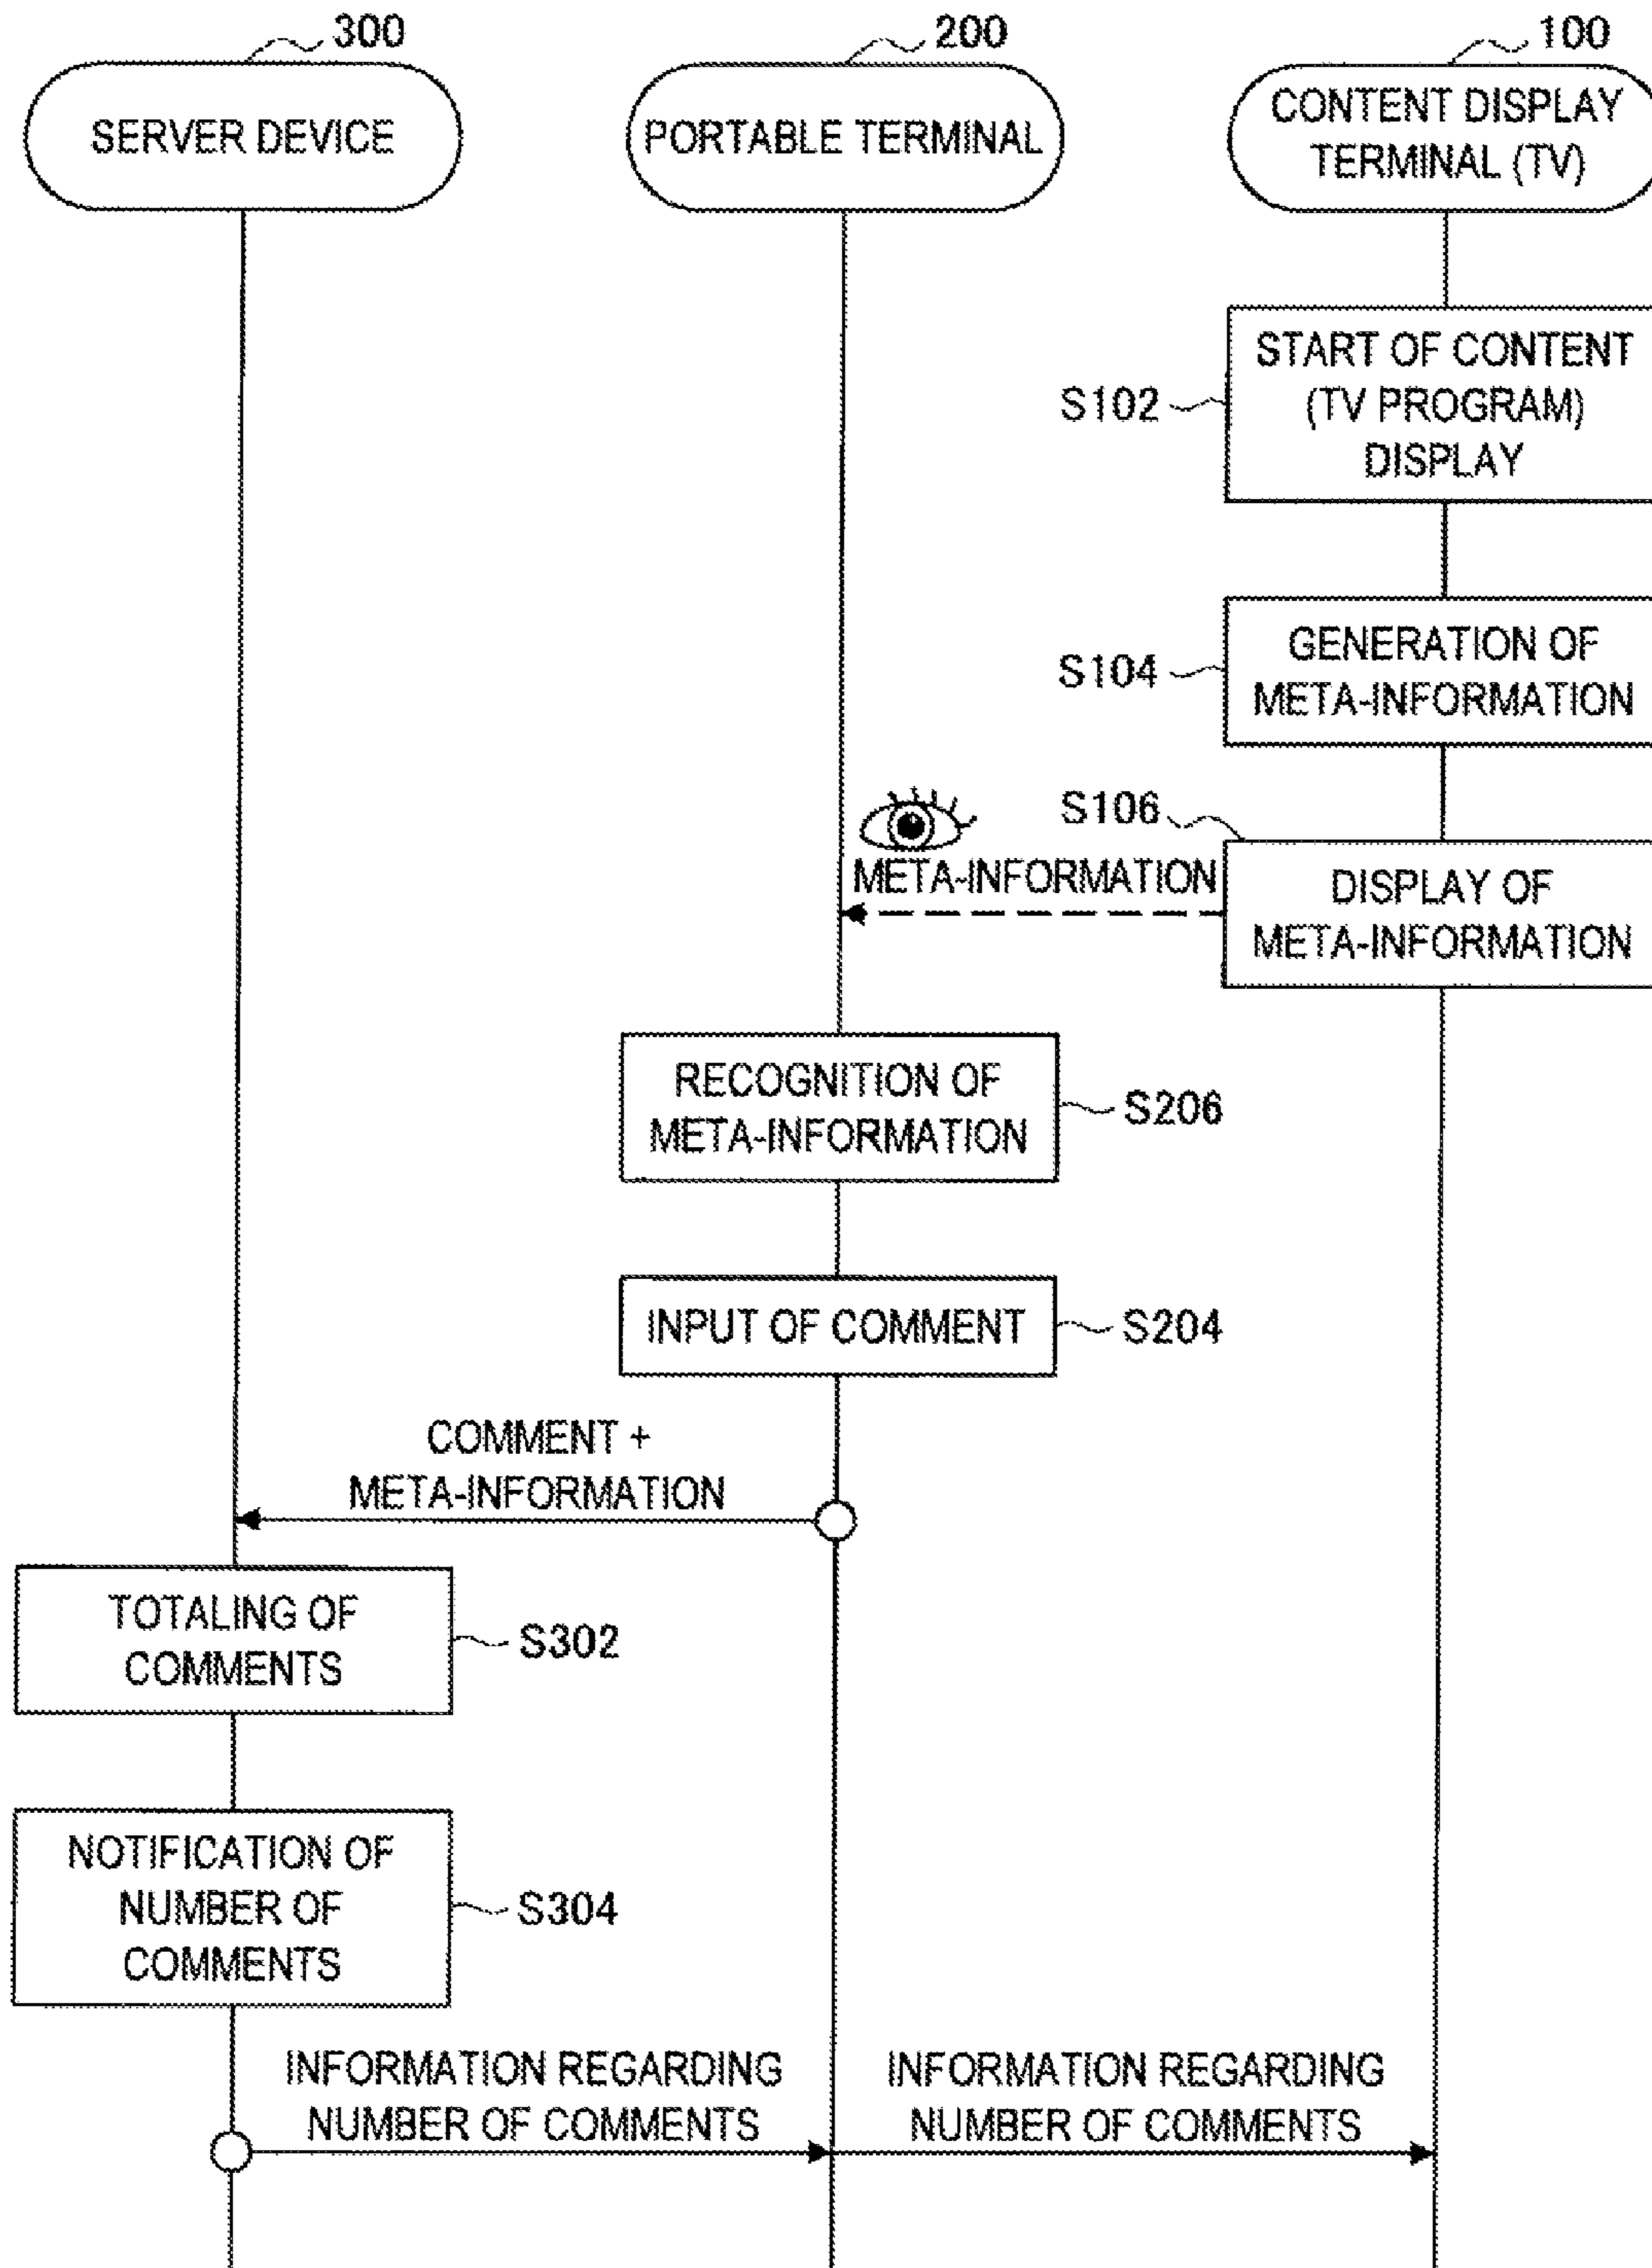 300
200
100
SERVER DEVICE
PORTABLE TERMINAL
CONTENT DISPLAY
TERMINAL (TV)
S102
START OF CONTENT
(TV PROGRAM)
DISPLAY
S104
GENERATION OF
META-INFORMATION
S106
META-INFORMATION
DISPLAY OF
META-INFORMATION
RECOGNITION OF
META-INFORMATION
S206
INPUT OF COMMENT
S204
COMMENT +
META-INFORMATION
TOTALING OF
COMMENTS
S302
NOTIFICATION OF
NUMBER OF
COMMENTS
S304
INFORMATION REGARDING
NUMBER OF COMMENTS
INFORMATION REGARDING
NUMBER OF COMMENTS